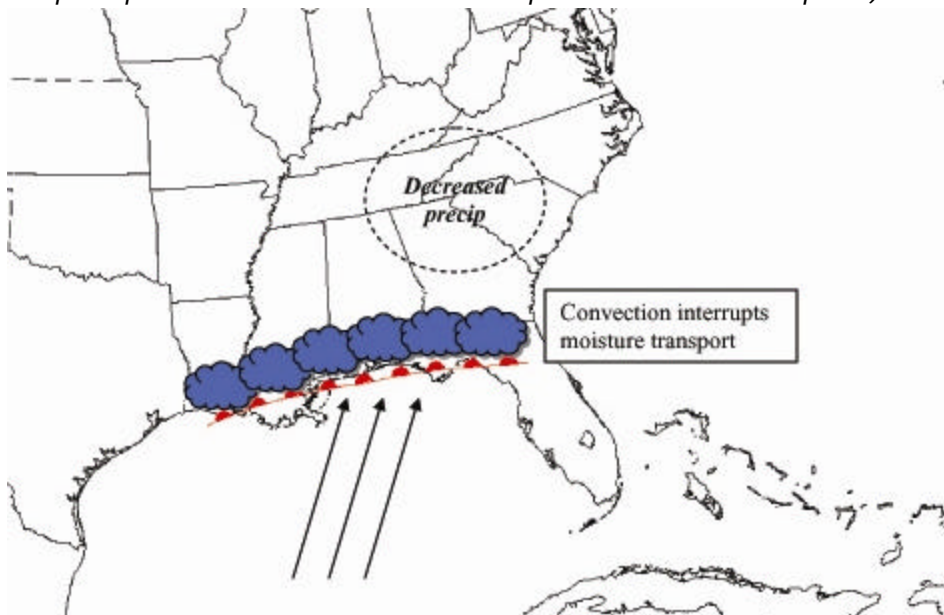 Decreased
precip
Convection interrupts
moisture transport